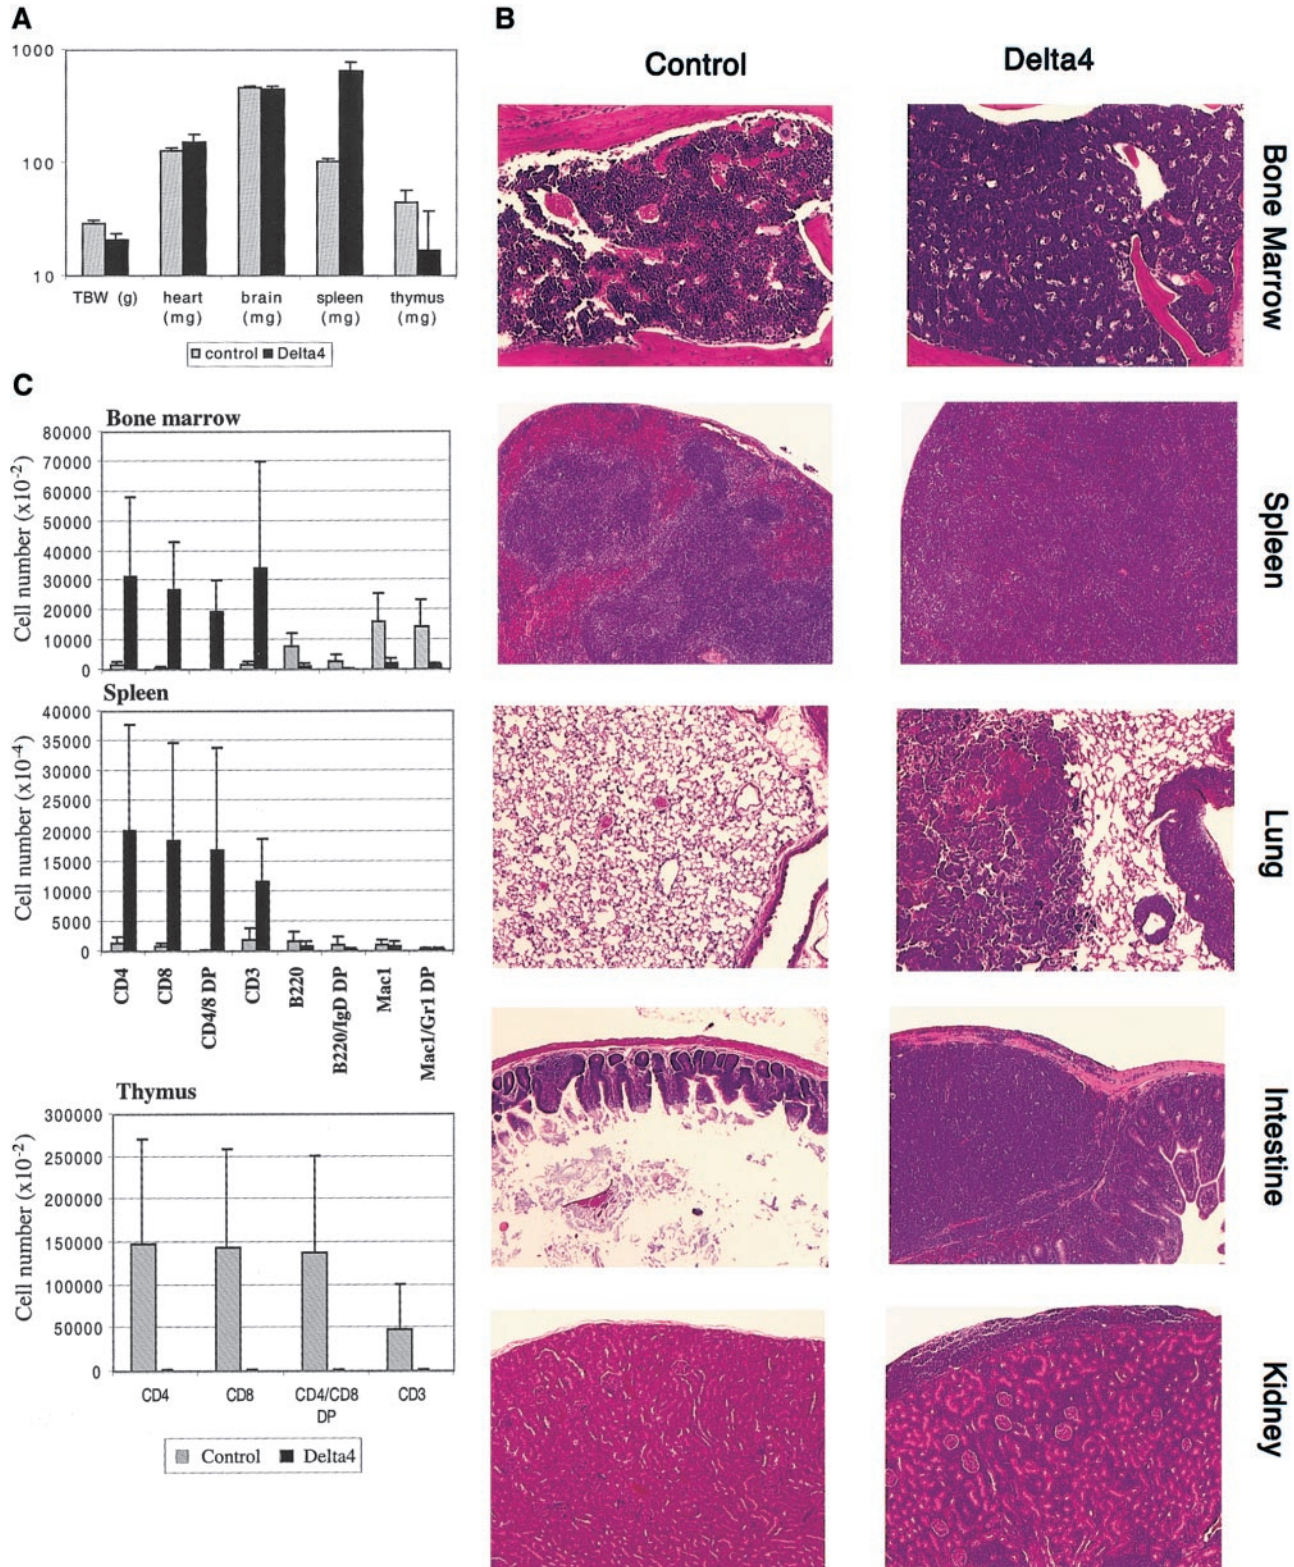 A
1000
100
10
TBW (g)
heart
(mg)
brain
(mg)
spleen
(mg)
thymus
(mg)
control Delta4
B
Control
Delta4
Bone Marrow
Spleen
Lung
Intestine
Kidney
C
Bone marrow
Cell number (x10-2)
80000
70000
60000
50000
40000
30000
20000
10000
0
Spleen
Cell number (x10-4)
40000
35000
30000
25000
20000
15000
10000
5000
0
CD4
CD8
CD4/8 DP
CD3
B220
B220/IgD DP
Mac1
Mac1/Gr1 DP
Thymus
Cell number (x10-2)
300000
250000
200000
150000
100000
50000
0
CD4
CD8
CD4/CD8
DP
CD3
Control Delta4